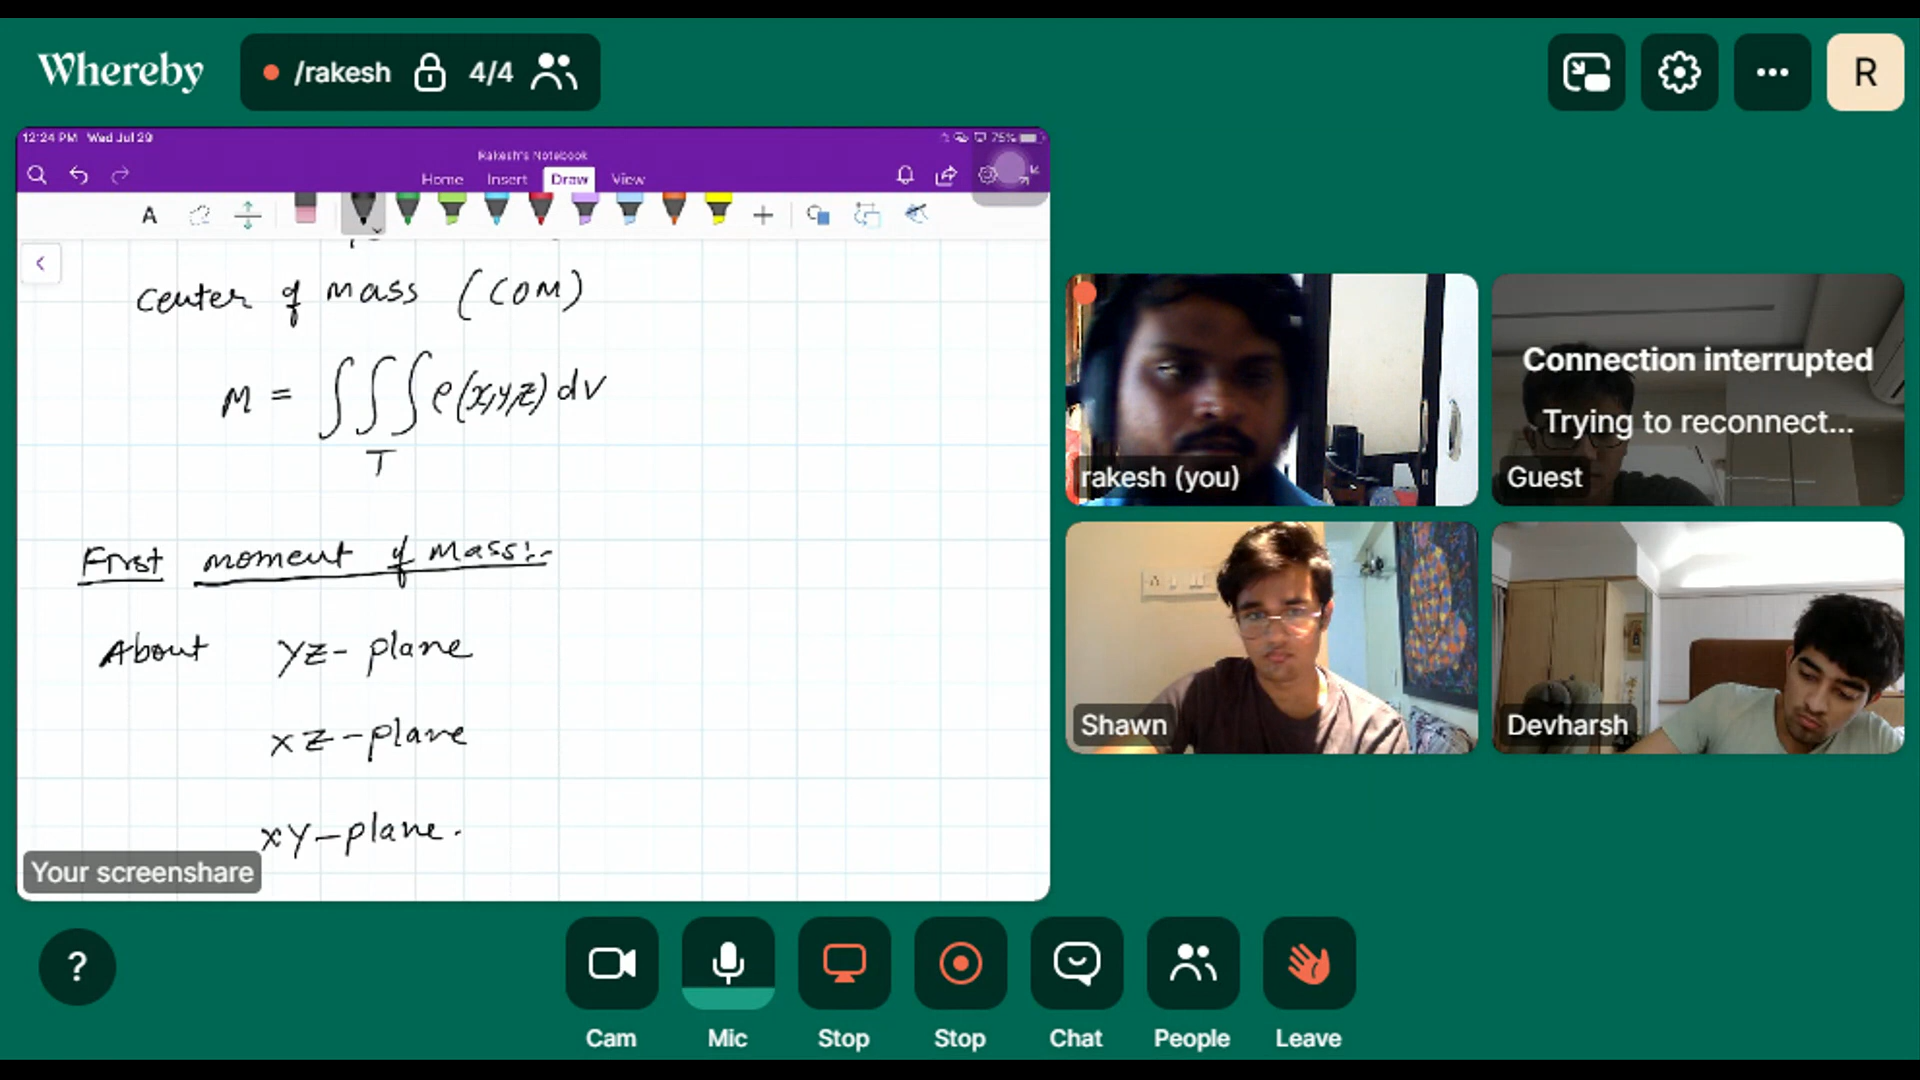 Whereby
/rakesh 4/4
R
12:24 PM Wed Jul 29
75%
Rakesh's Notebook
Home Insert Draw View
A
Center of mass (COM)
M = ∫∫∫ ρ(x,y,z) dV
T
First moment of Mass:-
About yz-plane
xz-plane
xy-plane.
Your screenshare
rakesh (you)
Connection interrupted
Trying to reconnect...
Guest
Shawn
Devharsh
?
Cam Mic Stop Stop Chat People Leave